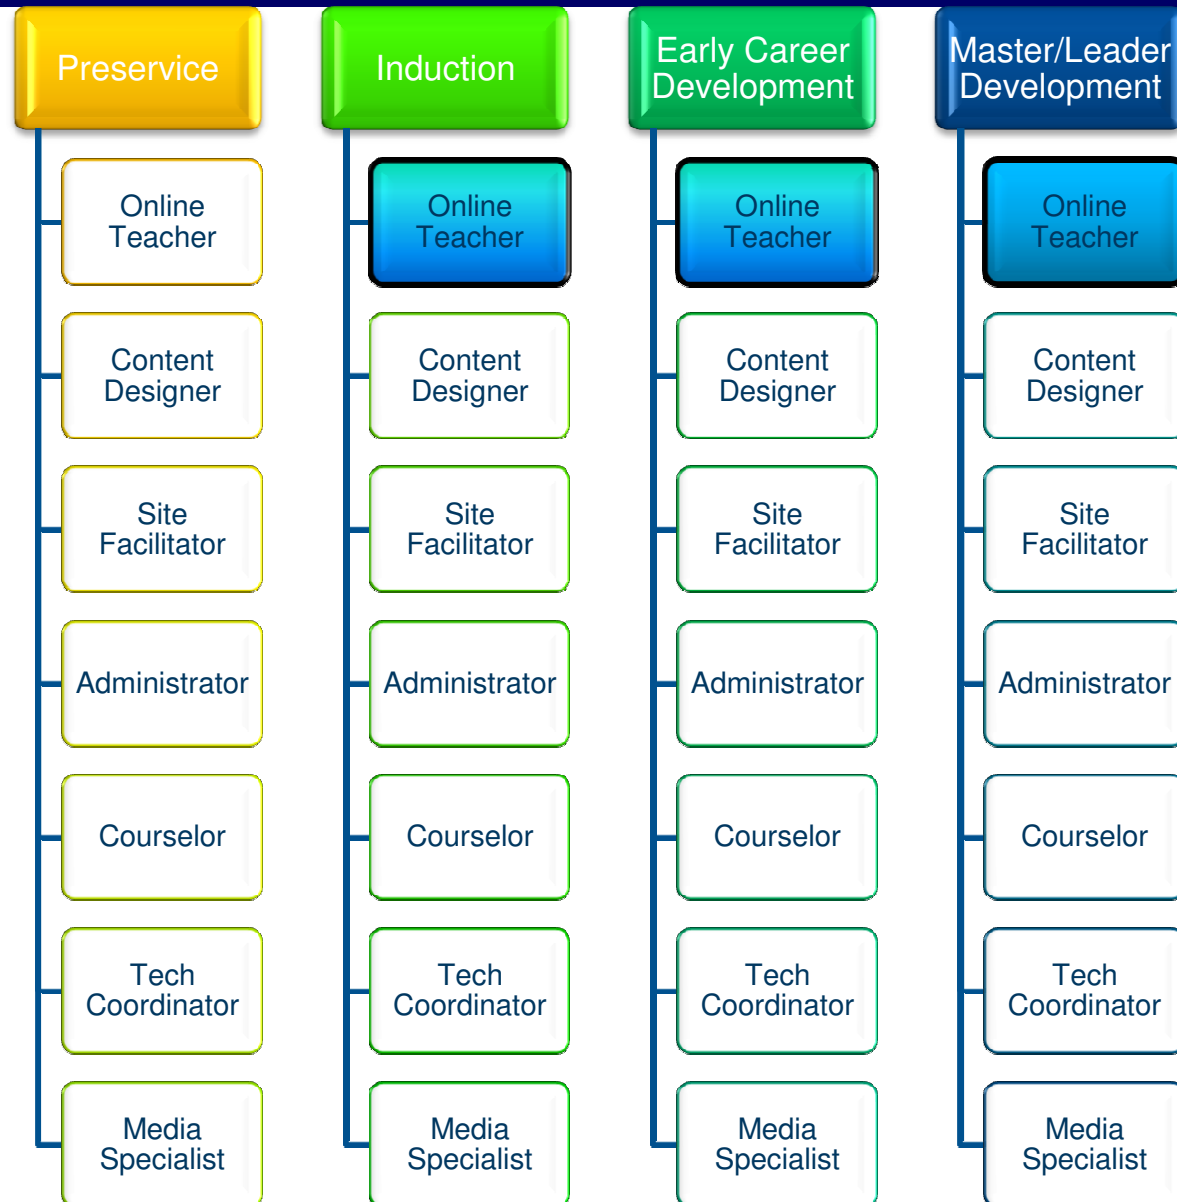 Preservice
Online
Teacher
Content
Designer
Site
Facilitator
Administrator
Courselor
Tech
Coordinator
Media
Specialist
Induction
Online
Teacher
Content
Designer
Site
Facilitator
Administrator
Courselor
Tech
Coordinator
Media
Specialist
Early Career
Development
Online
Teacher
Content
Designer
Site
Facilitator
Administrator
Courselor
Tech
Coordinator
Media
Specialist
Master/Leader
Development
Online
Teacher
Content
Designer
Site
Facilitator
Administrator
Courselor
Tech
Coordinator
Media
Specialist